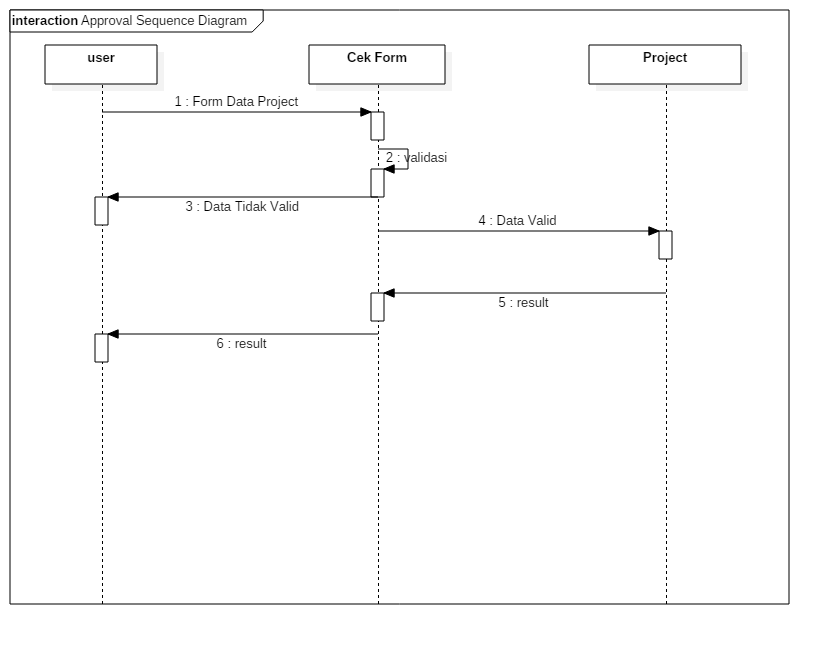 interaction Approval Sequence Diagram
user
Cek Form
Project
1 : Form Data Project
2 : validasi
3 : Data Tidak Valid
4 : Data Valid
5 : result
6 : result